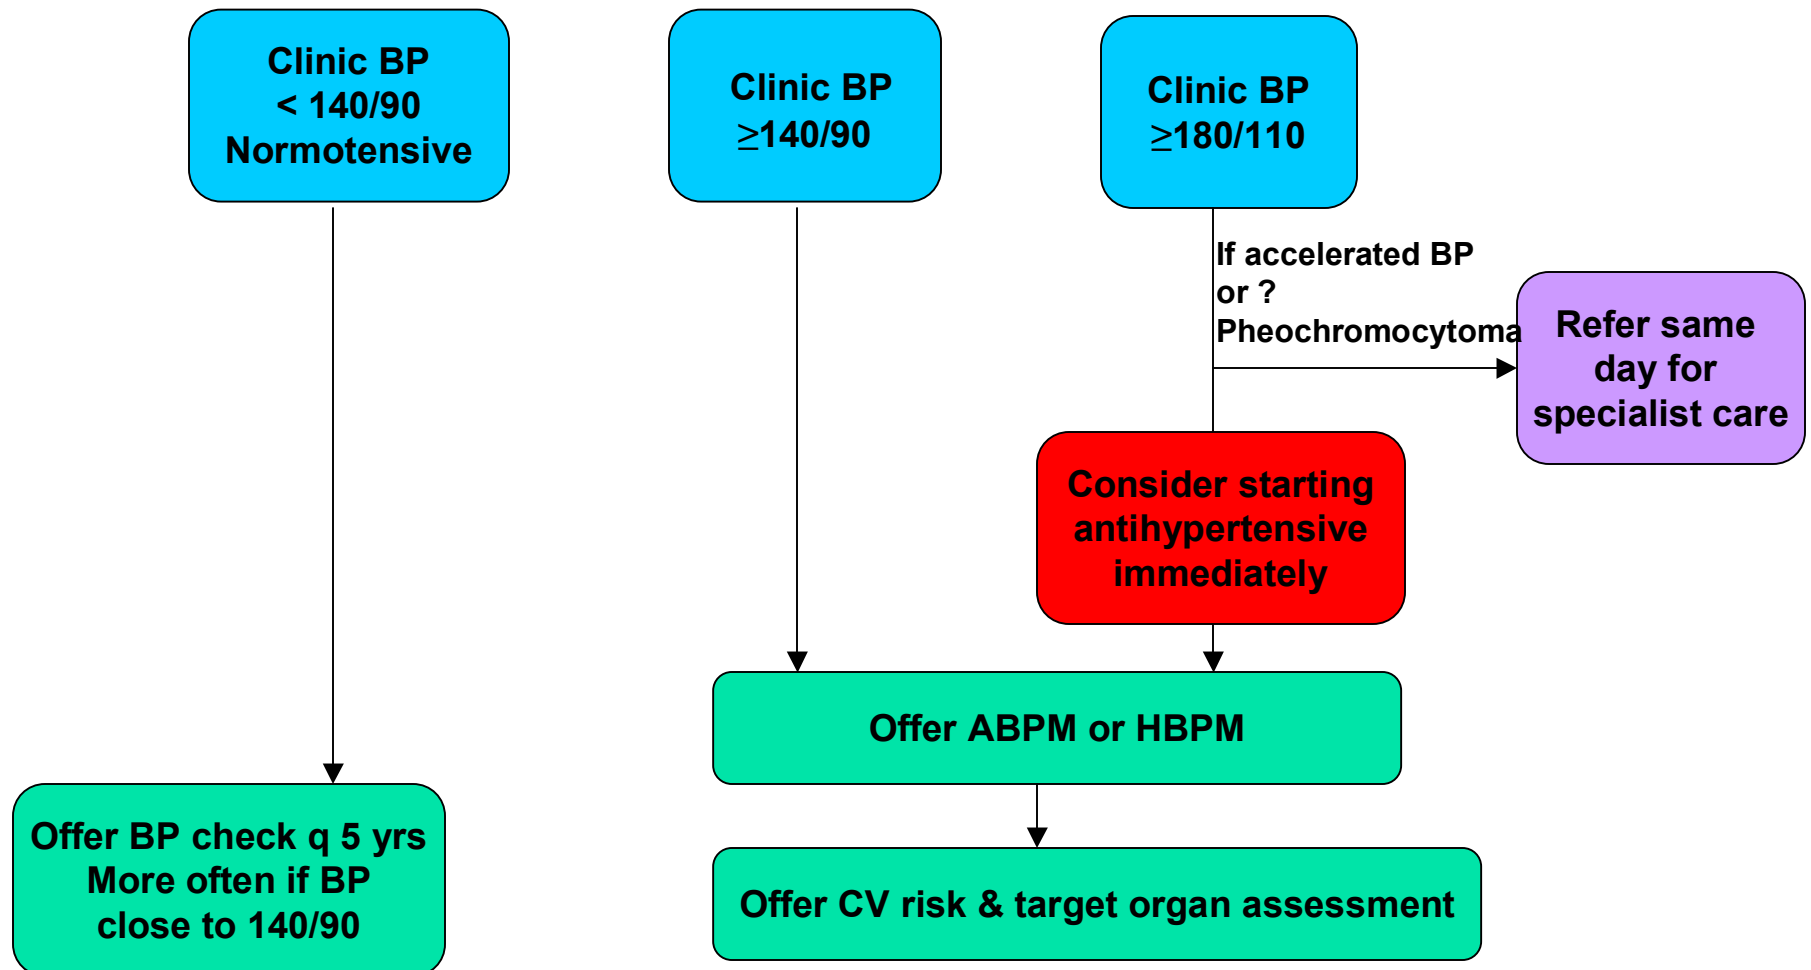 Clinic BP
< 140/90
Normotensive
Clinic BP
≥140/90
Clinic BP
≥180/110
If accelerated BP
or ?
Pheochromocytoma
Refer same
day for
specialist care
Consider starting
antihypertensive
immediately
Offer ABPM or HBPM
Offer BP check q 5 yrs
More often if BP
close to 140/90
Offer CV risk & target organ assessment